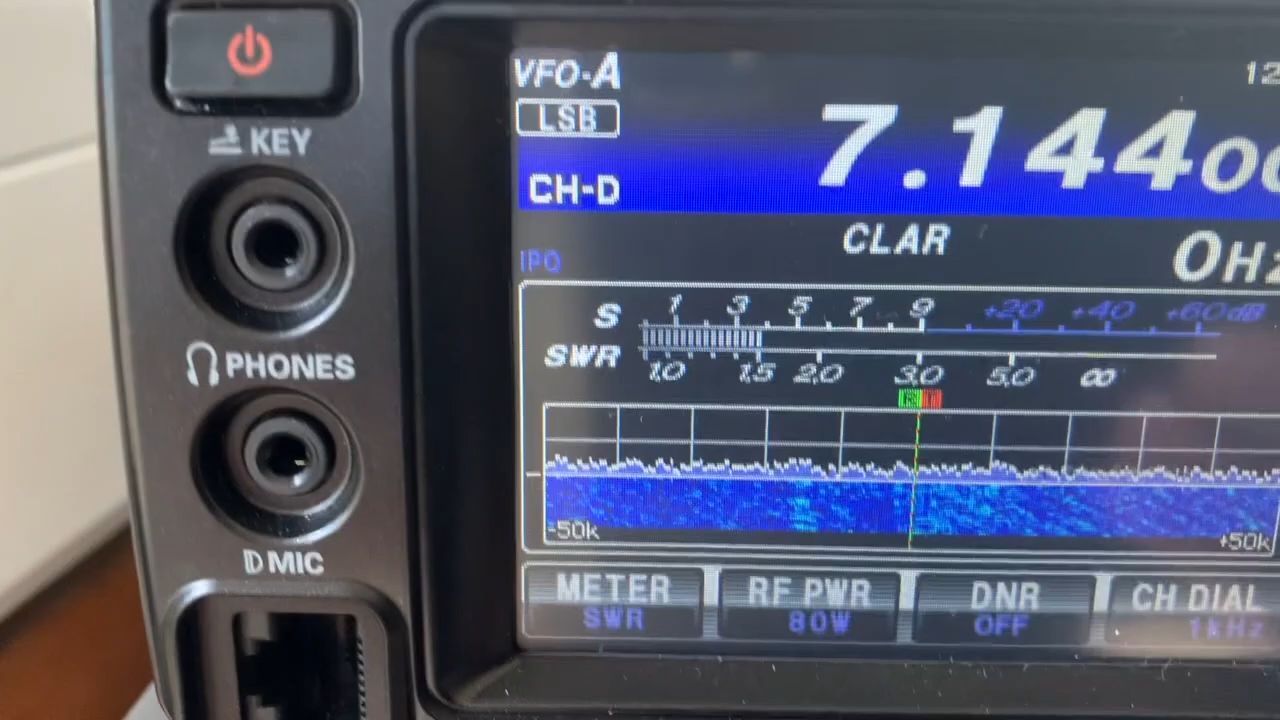 VFO-A
12
LSB
7.144
CH-D
KEY
CLAR
0Hz
IPO
S 1 3 5 7 9 +20 +40 +60dB
SWR
1.0 1.5 2.0 3.0 5.0 ∞
PHONES
-50k
+50k
MIC
METER
SWR
RF PWR
80W
DNR
OFF
CH DIAL
1kHz